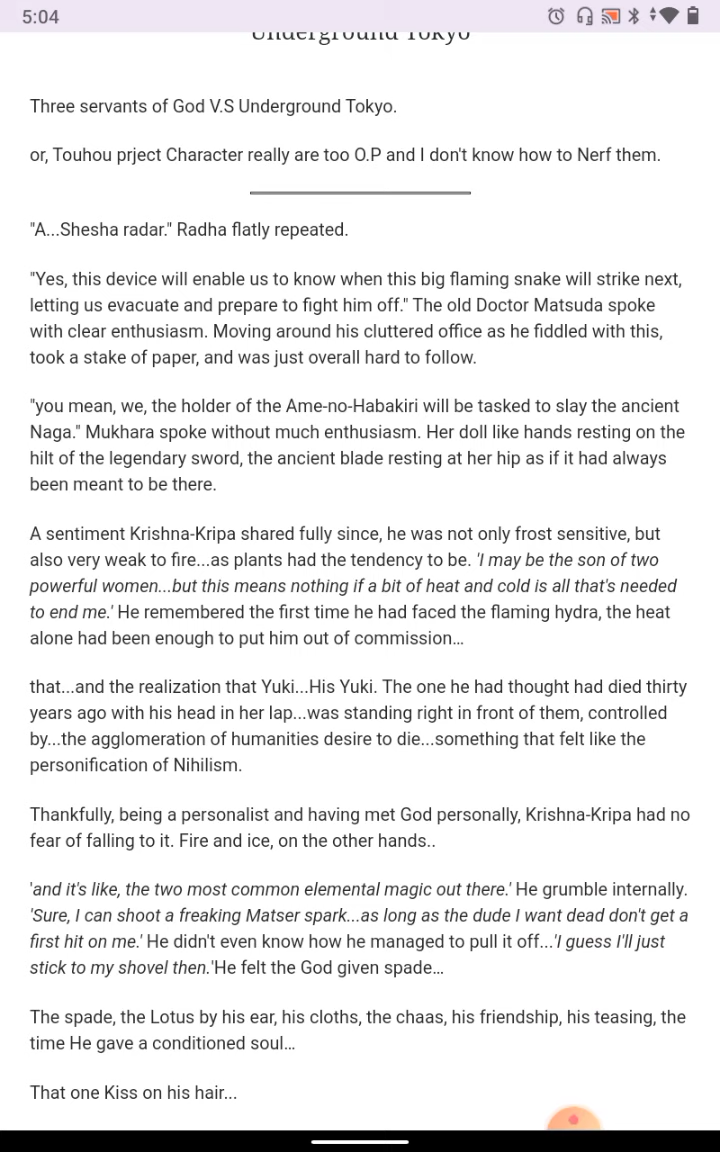 5:04
Underground Tokyo
Three servants of God V.S Underground Tokyo.
or, Touhou prject Character really are too O.P and I don't know how to Nerf them.
"A...Shesha radar." Radha flatly repeated.
"Yes, this device will enable us to know when this big flaming snake will strike next,
letting us evacuate and prepare to fight him off." The old Doctor Matsuda spoke
with clear enthusiasm. Moving around his cluttered office as he fiddled with this,
took a stake of paper, and was just overall hard to follow.
"you mean, we, the holder of the Ame-no-Habakiri will be tasked to slay the ancient
Naga." Mukhara spoke without much enthusiasm. Her doll like hands resting on the
hilt of the legendary sword, the ancient blade resting at her hip as if it had always
been meant to be there.
A sentiment Krishna-Kripa shared fully since, he was not only frost sensitive, but
also very weak to fire...as plants had the tendency to be. 'I may be the son of two
powerful women...but this means nothing if a bit of heat and cold is all that's needed
to end me.' He remembered the first time he had faced the flaming hydra, the heat
alone had been enough to put him out of commission...
that...and the realization that Yuki...His Yuki. The one he had thought had died thirty
years ago with his head in her lap...was standing right in front of them, controlled
by...the agglomeration of humanities desire to die...something that felt like the
personification of Nihilism.
Thankfully, being a personalist and having met God personally, Krishna-Kripa had no
fear of falling to it. Fire and ice, on the other hands..
'and it's like, the two most common elemental magic out there.' He grumble internally.
'Sure, I can shoot a freaking Matser spark...as long as the dude I want dead don't get a
first hit on me.' He didn't even know how he managed to pull it off...'I guess I'll just
stick to my shovel then.'He felt the God given spade...
The spade, the Lotus by his ear, his cloths, the chaas, his friendship, his teasing, the
time He gave a conditioned soul...
That one Kiss on his hair...